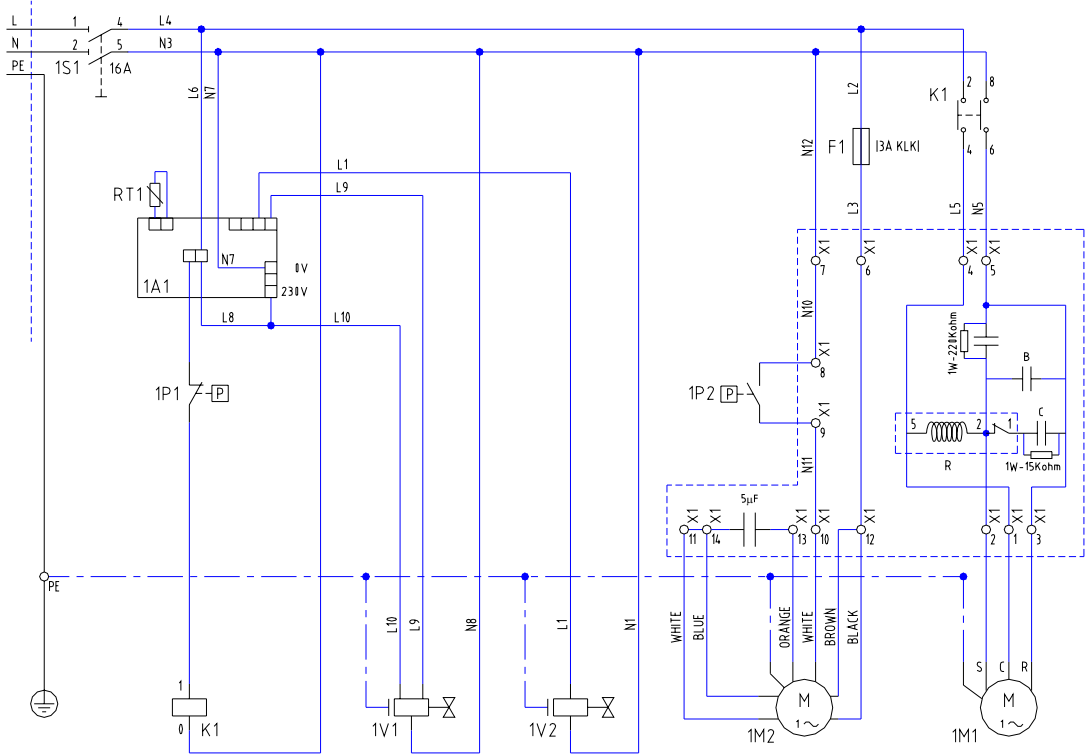 L 1 4 L4
N 2 5 N3
PE 1S1 16A
L6 N7
L2
2 8
K1
4 6
N12
F1 |3A KLK|
L1
L9
RT1
L3
L5 N5
N7 0V
1A1 230V
L8 L10
X1 X1 X1 X1
7 6 4 5
N10
1W-220Kohm
X1
8
B
1P1 P
1P2 P
X1
9
C
5 2 1
R
1W-15Kohm
N11
5µF
X1 X1 X1 X1 X1 X1 X1 X1
11 14 13 10 12 2 1 3
PE
L10 L9 N8 L1 N1
WHITE BLUE ORANGE WHITE BROWN BLACK
S C R
1
0 K1
1V1
1V2
M
1~
1M2
M
1~
1M1